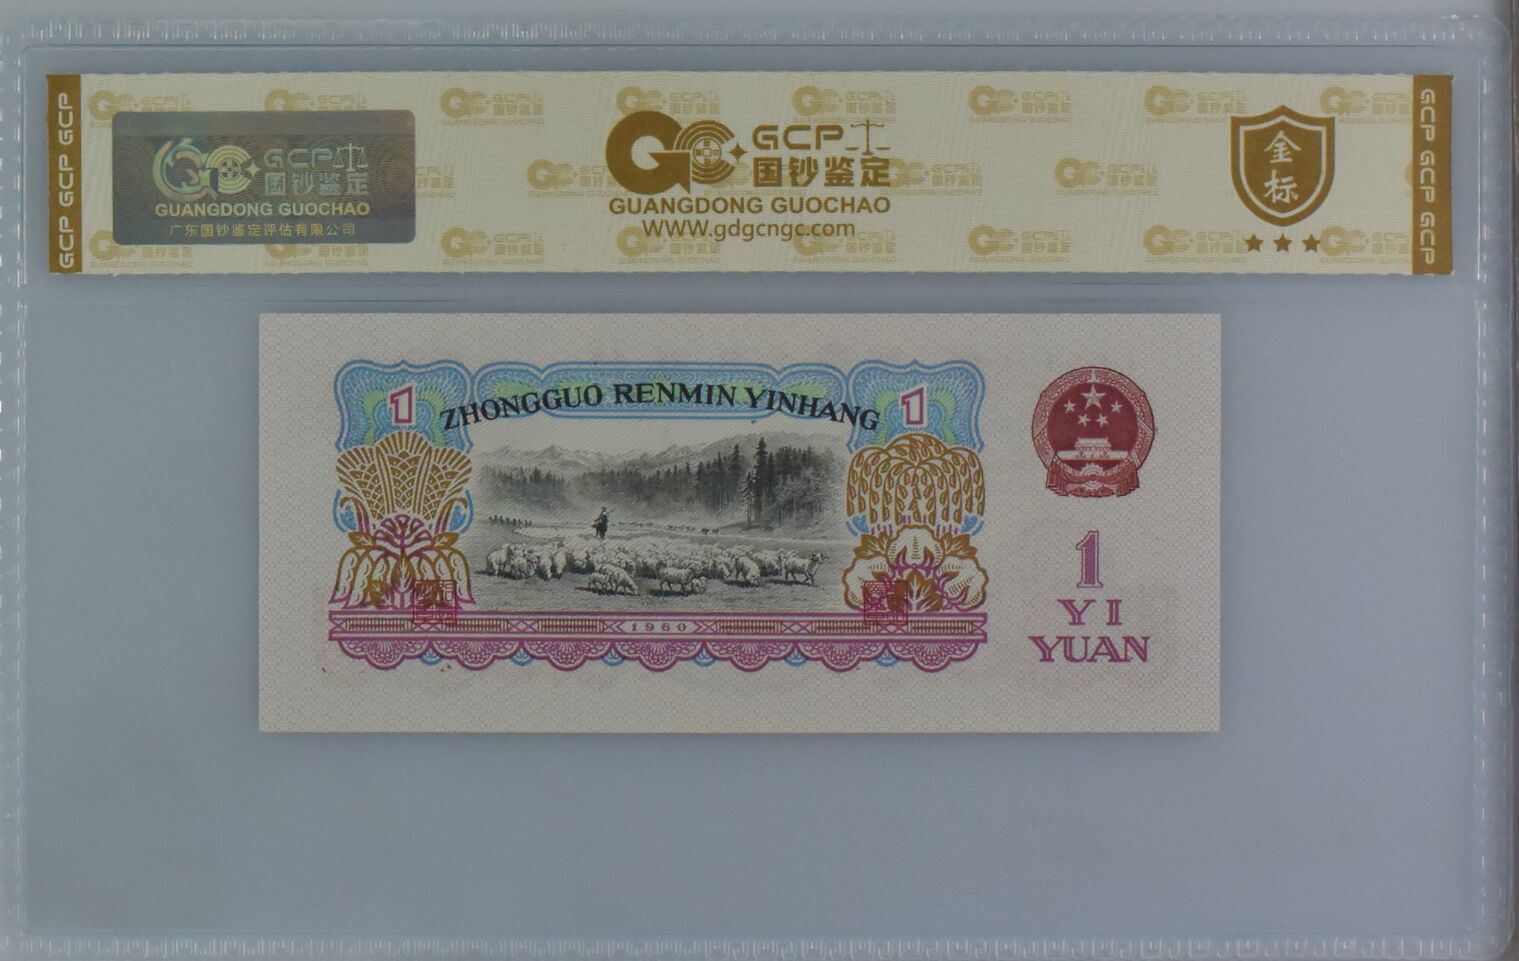 GCP GCP GCP
GCP 国钞鉴定
GUANGDONG GUOCHAO
广东国钞鉴定评估有限公司
GCP
国钞鉴定
GUANGDONG GUOCHAO
WWW.gdgcngc.com
金标
GCP GCP GCP
ZHONGGUO RENMIN YINHANG
1
1
1960
1
YI
YUAN